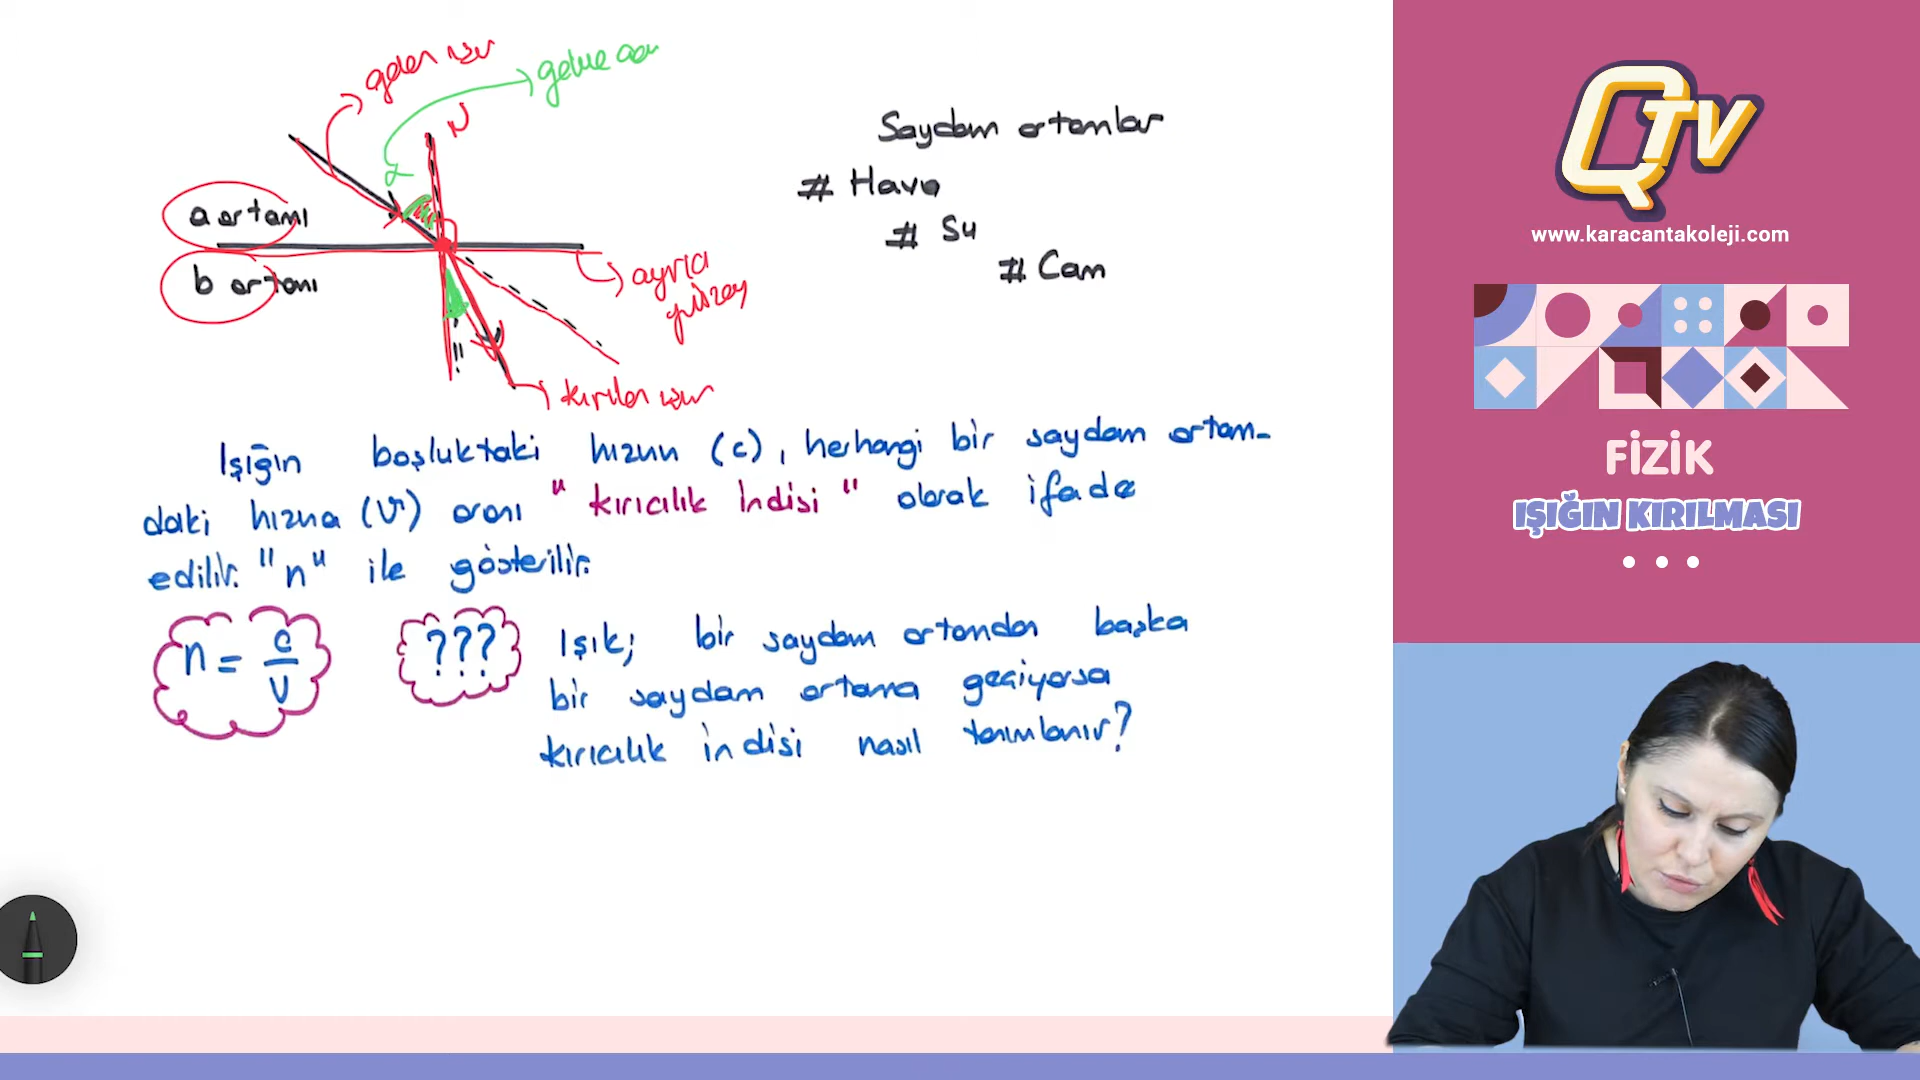 gelen ışın
gelme açısı
N
α
a ortamı
b ortamı
ayırıcı
yüzey
kırılan ışın
Saydam ortamlar
# Hava
# Su
# Cam
Işığın boşluktaki hızının (c), herhangi bir saydam ortam-
daki hızına (v) oranı "kırıcılık indisi" olarak ifade
edilir. "n" ile gösterilir.
n = c/v
???
Işık; bir saydam ortamdan başka
bir saydam ortama geçiyorsa
kırıcılık indisi nasıl tanımlanır?
QTV
www.karacantakoleji.com
FİZİK
IŞIĞIN KIRILMASI